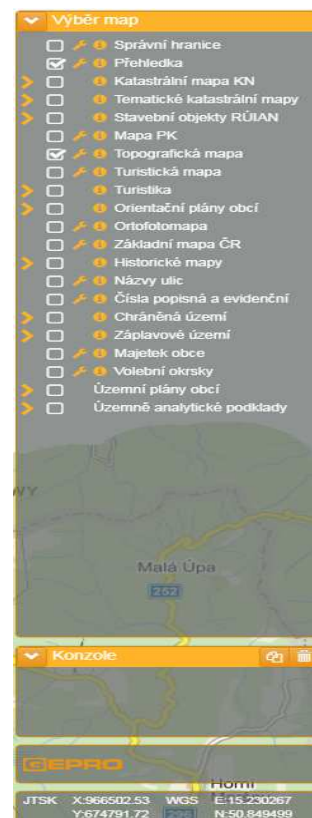 Výběr map
Správní hranice
Přehledka
Katastrální mapa KN
Tematické katastrální mapy
Stavební objekty RÚIAN
Mapa PK
Topografická mapa
Turistická mapa
Turistika
Orientační plány obcí
Ortofotomapa
Základní mapa ČR
Historické mapy
Názvy ulic
Čísla popisná a evidenční
Chráněná území
Záplavové území
Majetek obce
Volební okrsky
Územní plány obcí
Územně analytické podklady
Malá Úpa
252
Konzole
GEPRO
Horní
JTSK X:966502.53 WGS E:15.230267
Y:674791.72 N:50.849499